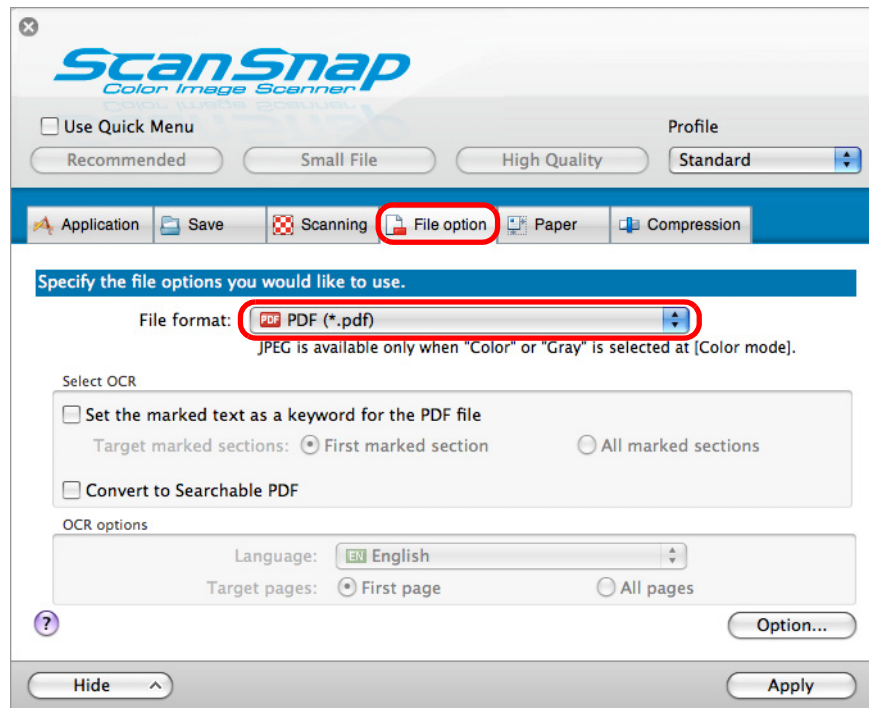 ScanSnap
Color Image Scanner
Use Quick Menu
Profile
Recommended Small File High Quality Standard
Application Save Scanning File option Paper Compression
Specify the file options you would like to use.
File format: PDF PDF (*.pdf)
JPEG is available only when "Color" or "Gray" is selected at [Color mode].
Select OCR
Set the marked text as a keyword for the PDF file
Target marked sections: First marked section All marked sections
Convert to Searchable PDF
OCR options
Language: EN English
Target pages: First page All pages
? Option...
Hide Apply